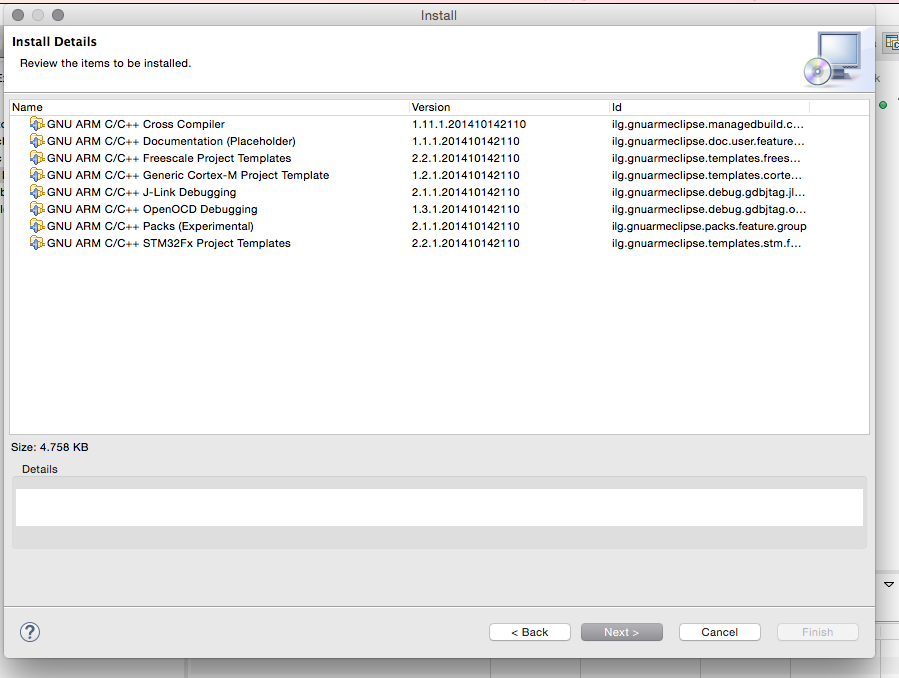 Install
Install Details
Review the items to be installed.
Name Version Id
GNU ARM C/C++ Cross Compiler 1.11.1.201410142110 ilg.gnuarmeclipse.managedbuild.c...
GNU ARM C/C++ Documentation (Placeholder) 1.1.1.201410142110 ilg.gnuarmeclipse.doc.user.feature...
GNU ARM C/C++ Freescale Project Templates 2.2.1.201410142110 ilg.gnuarmeclipse.templates.frees...
GNU ARM C/C++ Generic Cortex-M Project Template 1.2.1.201410142110 ilg.gnuarmeclipse.templates.corte...
GNU ARM C/C++ J-Link Debugging 2.1.1.201410142110 ilg.gnuarmeclipse.debug.gdbjtag.jl...
GNU ARM C/C++ OpenOCD Debugging 1.3.1.201410142110 ilg.gnuarmeclipse.debug.gdbjtag.o...
GNU ARM C/C++ Packs (Experimental) 2.1.1.201410142110 ilg.gnuarmeclipse.packs.feature.group
GNU ARM C/C++ STM32Fx Project Templates 2.2.1.201410142110 ilg.gnuarmeclipse.templates.stm.f...
Size: 4.758 KB
Details
? < Back Next > Cancel Finish